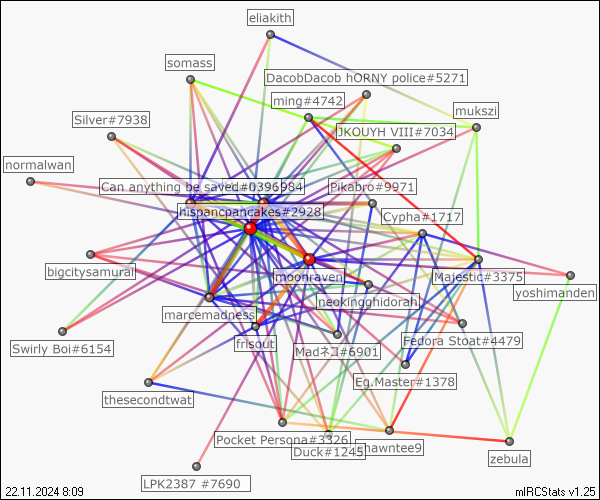 eliakith
somass
DacobDacob hORNY police#5271
ming#4742
mukszi
Silver#7938
JKOUYH VIII#7034
normalwan
Can anything be saved
#0396984
Pikabro#9971
hispancpancakes#2928
Cypha#1717
bigcitysamurai
moonraven
Majestic#3375
neokingghidorah
yoshimanden
marcemadness
frisout
Fedora Stoat#4479
Swirly Boi#6154
Madネコ#6901
Eg.Master#1378
thesecondtwat
Pocket Persona#3326
shawntee9
Duck#1245
zebula
LPK2387 #7690
22.11.2024 8:09
mIRCStats v1.25